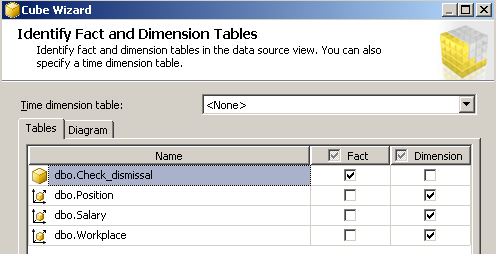 Cube Wizard
Identify Fact and Dimension Tables
Identify fact and dimension tables in the data source view. You can also
specify a time dimension table.
Time dimension table: <None>
Tables Diagram
Name Fact Dimension
dbo.Check_dismissal
dbo.Position
dbo.Salary
dbo.Workplace